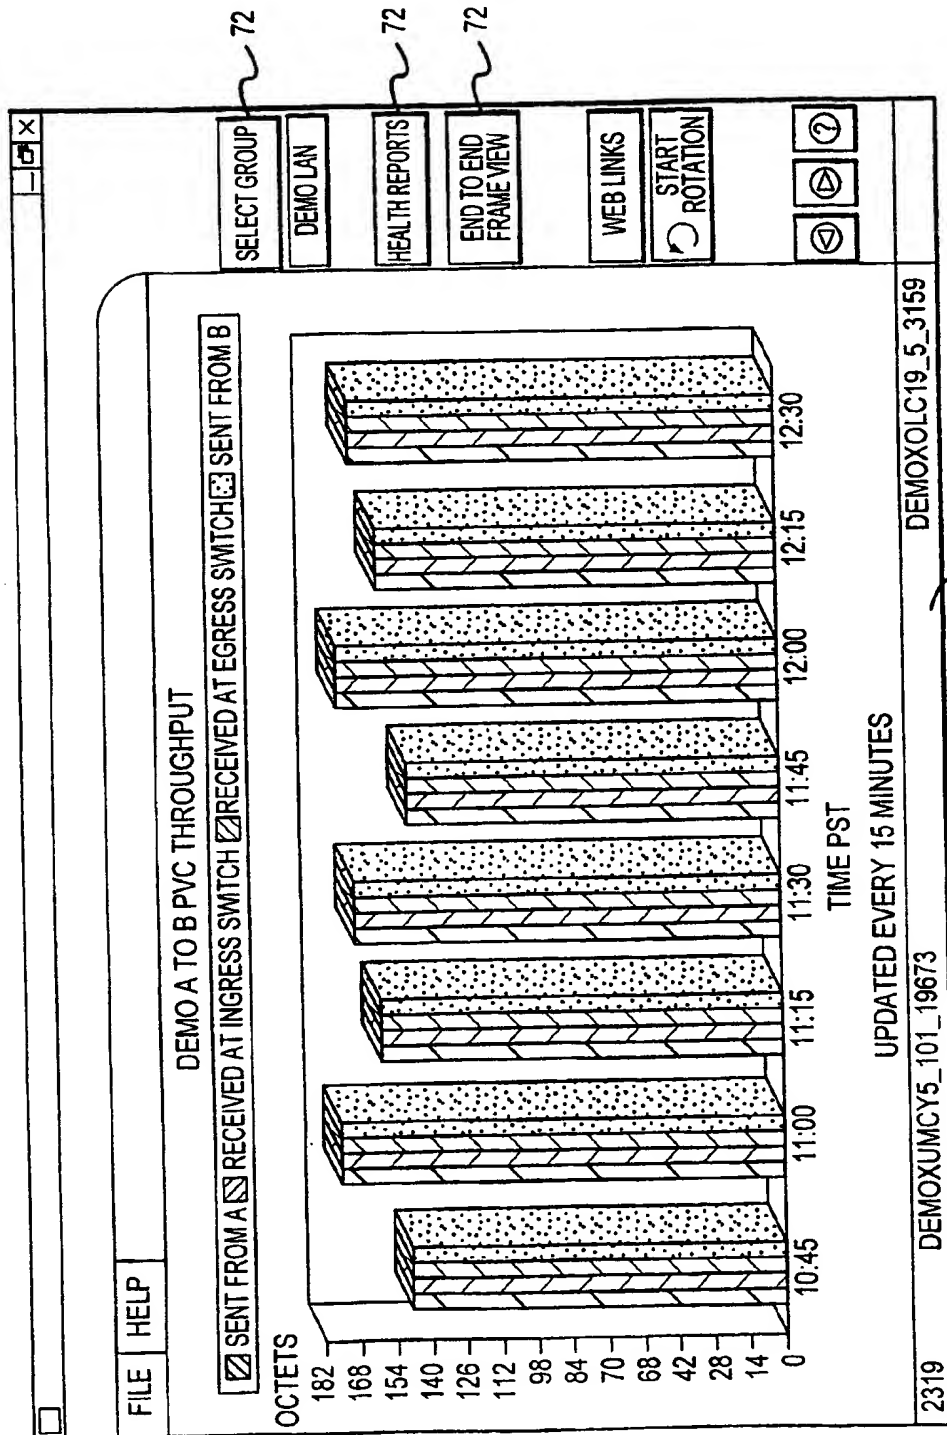 FILE HELP
DEMO A TO B PVC THROUGHPUT
SENT FROM A RECEIVED AT INGRESS SWITCH RECEIVED AT EGRESS SWITCH SENT FROM B
OCTETS
182
168
154
140
126
112
98
84
70
68
42
28
14
0
10:45 11:00 11:15 11:30 11:45 12:00 12:15 12:30
TIME PST
UPDATED EVERY 15 MINUTES
2319 DEMOXUMCY5_101_19673 DEMOXOLC19_5_3159
SELECT GROUP
72
DEMO LAN
HEALTH REPORTS
72
END TO END
FRAME VIEW
72
WEB LINKS
START
ROTATION
?